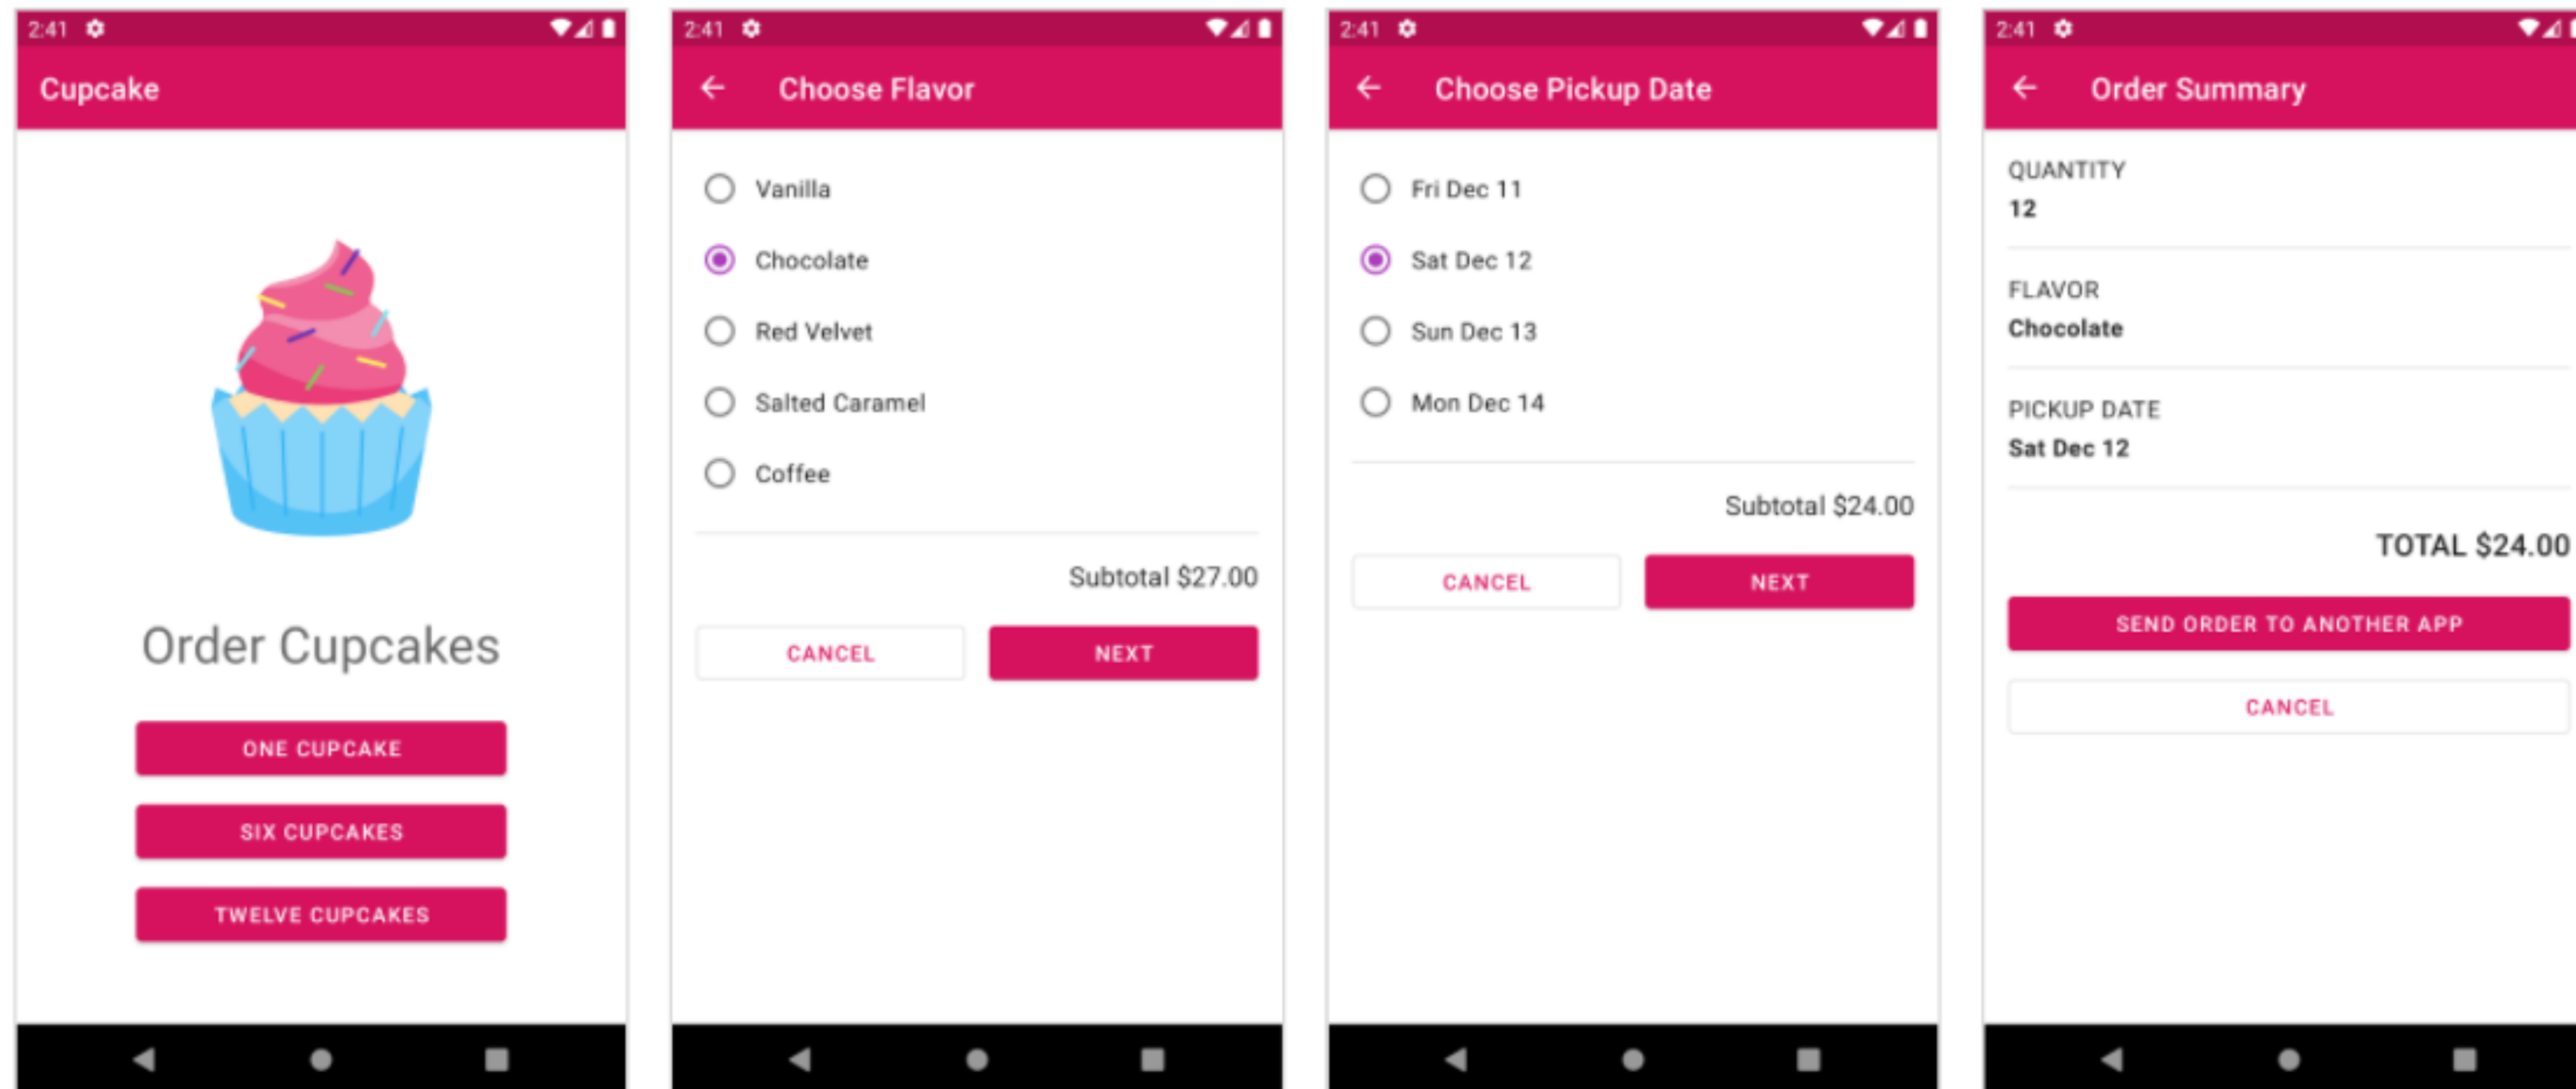 2:41
Cupcake
Order Cupcakes
ONE CUPCAKE
SIX CUPCAKES
TWELVE CUPCAKES
2:41
Choose Flavor
Vanilla
Chocolate
Red Velvet
Salted Caramel
Coffee
Subtotal $27.00
CANCEL NEXT
2:41
Choose Pickup Date
Fri Dec 11
Sat Dec 12
Sun Dec 13
Mon Dec 14
Subtotal $24.00
CANCEL NEXT
2:41
Order Summary
QUANTITY
12
FLAVOR
Chocolate
PICKUP DATE
Sat Dec 12
TOTAL $24.00
SEND ORDER TO ANOTHER APP
CANCEL